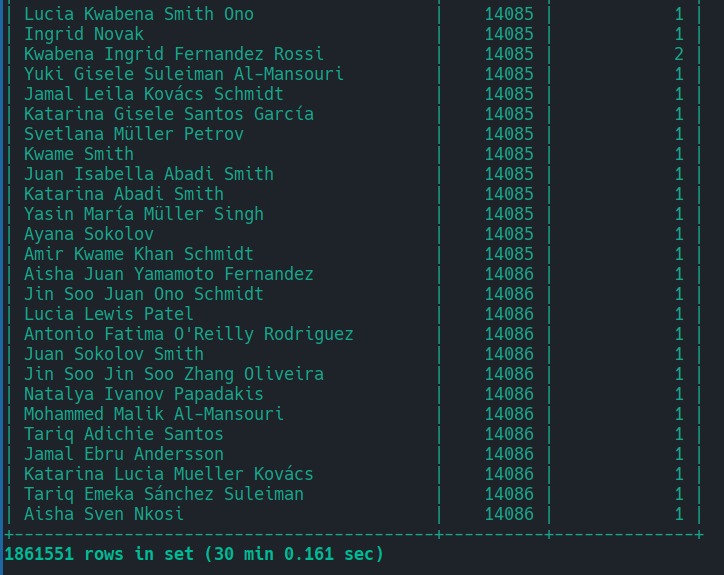 | Lucia Kwabena Smith Ono | 14085 | 1 |
| Ingrid Novak | 14085 | 1 |
| Kwabena Ingrid Fernandez Rossi | 14085 | 2 |
| Yuki Gisele Suleiman Al-Mansouri | 14085 | 1 |
| Jamal Leila Kovács Schmidt | 14085 | 1 |
| Katarina Gisele Santos García | 14085 | 1 |
| Svetlana Müller Petrov | 14085 | 1 |
| Kwame Smith | 14085 | 1 |
| Juan Isabella Abadi Smith | 14085 | 1 |
| Katarina Abadi Smith | 14085 | 1 |
| Yasin María Müller Singh | 14085 | 1 |
| Ayana Sokolov | 14085 | 1 |
| Amir Kwame Khan Schmidt | 14085 | 1 |
| Aisha Juan Yamamoto Fernandez | 14086 | 1 |
| Jin Soo Juan Ono Schmidt | 14086 | 1 |
| Lucia Lewis Patel | 14086 | 1 |
| Antonio Fatima O'Reilly Rodriguez | 14086 | 1 |
| Juan Sokolov Smith | 14086 | 1 |
| Jin Soo Jin Soo Zhang Oliveira | 14086 | 1 |
| Natalya Ivanov Papadakis | 14086 | 1 |
| Mohammed Malik Al-Mansouri | 14086 | 1 |
| Tariq Adichie Santos | 14086 | 1 |
| Jamal Ebru Andersson | 14086 | 1 |
| Katarina Lucia Mueller Kovács | 14086 | 1 |
| Tariq Emeka Sánchez Suleiman | 14086 | 1 |
| Aisha Sven Nkosi | 14086 | 1 |
+------------------------------------------+----------+--------------+
1861551 rows in set (30 min 0.161 sec)